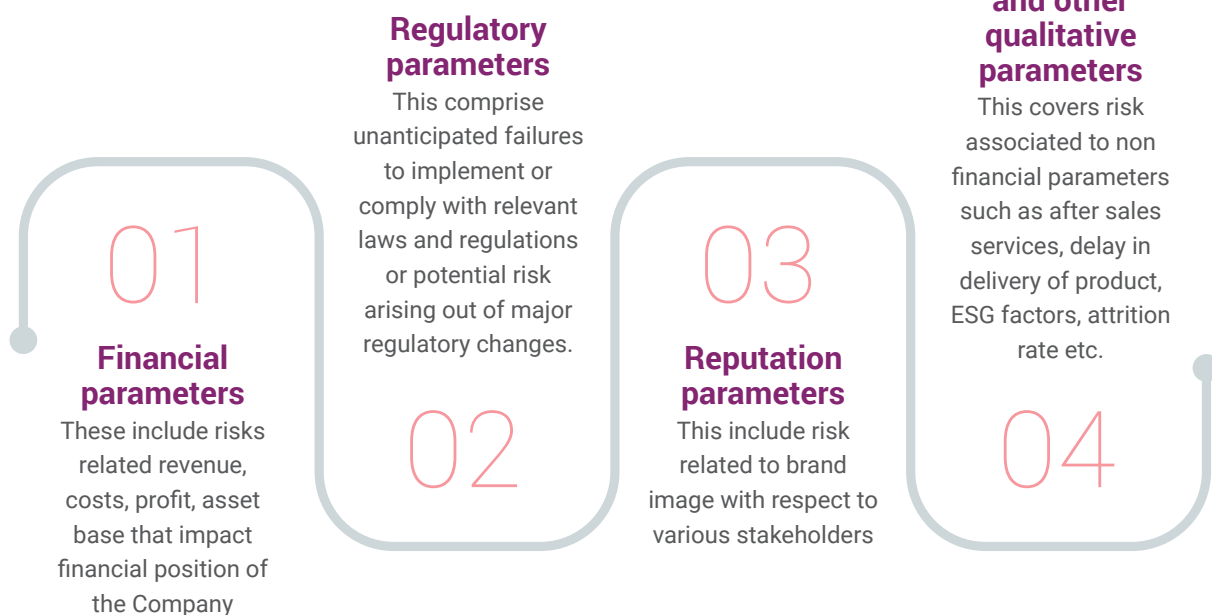 01
Financial
parameters
These include risks
related revenue,
costs, profit, asset
base that impact
financial position of
the Company
Regulatory
parameters
This comprise
unanticipated failures
to implement or
comply with relevant
laws and regulations
or potential risk
arising out of major
regulatory changes.
02
03
Reputation
parameters
This include risk
related to brand
image with respect to
various stakeholders
and other
qualitative
parameters
This covers risk
associated to non
financial parameters
such as after sales
services, delay in
delivery of product,
ESG factors, attrition
rate etc.
04